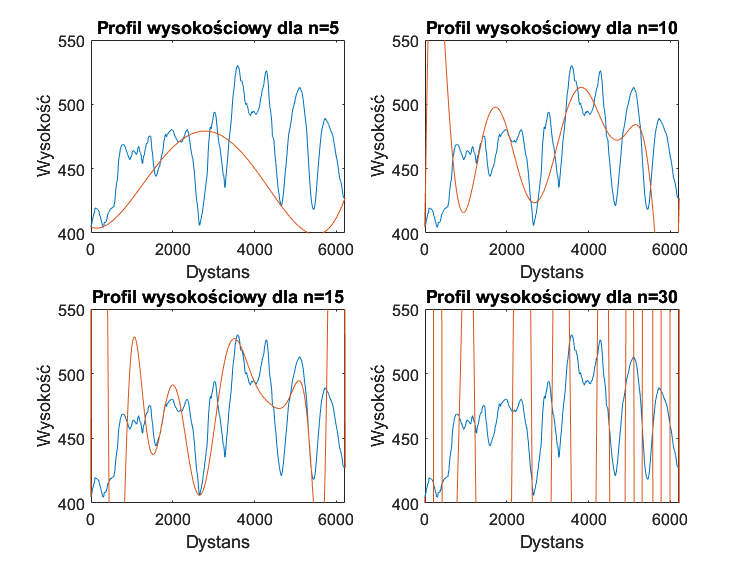 Profil wysokościowy dla n=5
550
500
450
400
Wysokość
0 2000 4000 6000
Dystans
Profil wysokościowy dla n=10
550
500
450
400
Wysokość
0 2000 4000 6000
Dystans
Profil wysokościowy dla n=15
550
500
450
400
Wysokość
0 2000 4000 6000
Dystans
Profil wysokościowy dla n=30
550
500
450
400
Wysokość
0 2000 4000 6000
Dystans